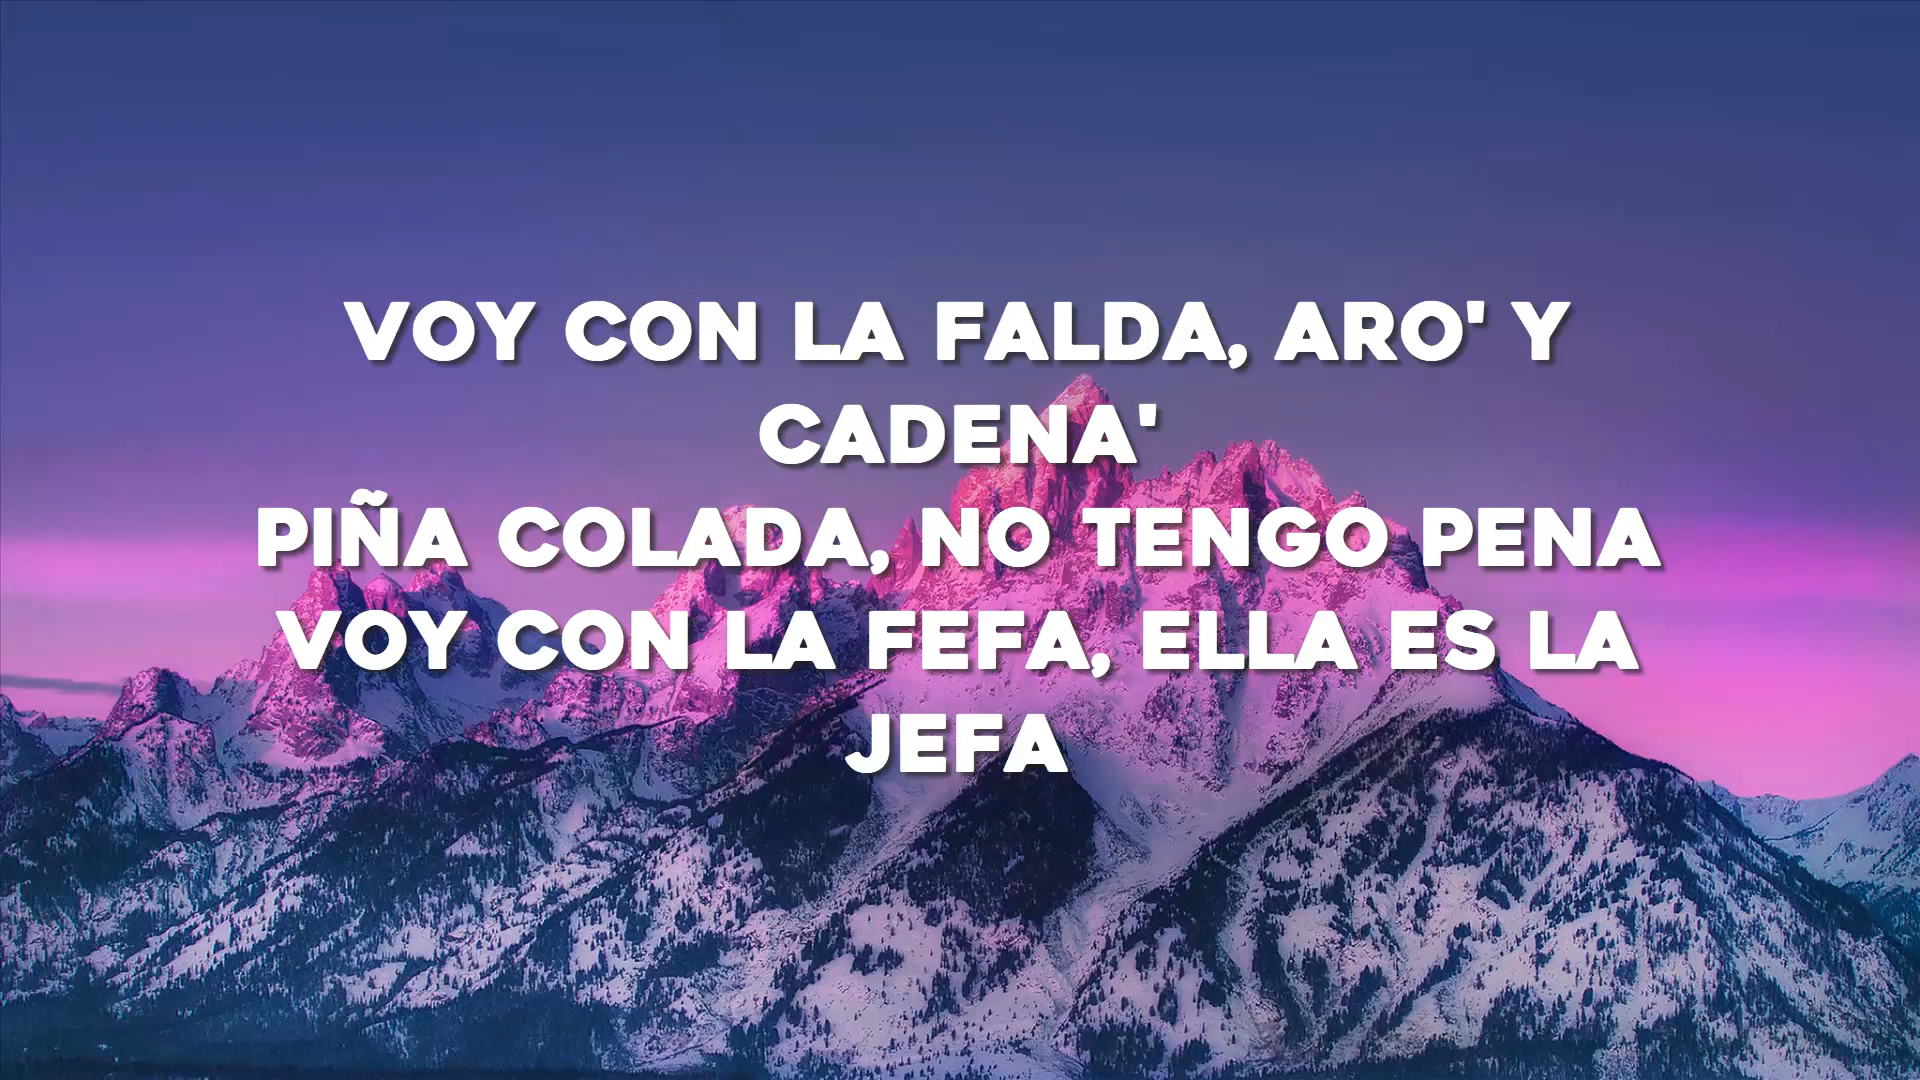 VOY CON LA FALDA, ARO' Y
CADENA'
PIÑA COLADA, NO TENGO PENA
VOY CON LA FEFA, ELLA ES LA
JEFA